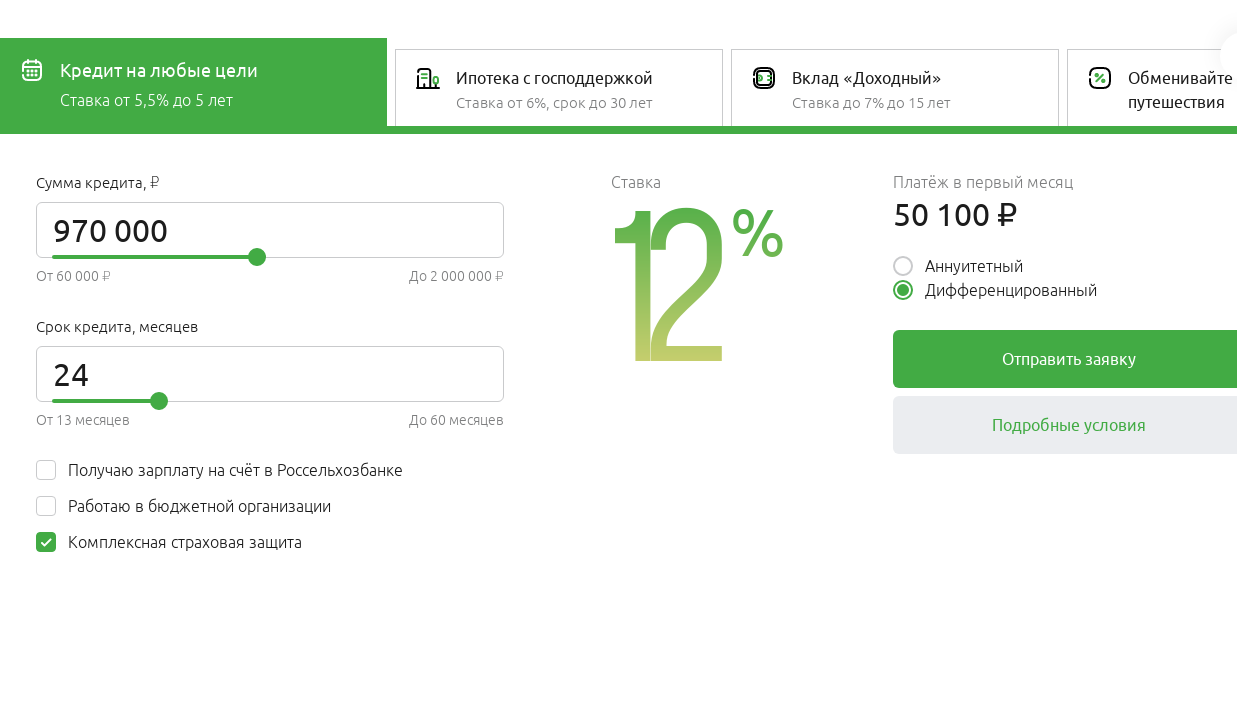 Кредит на любые цели
Ставка от 5,5% до 5 лет
Ипотека с господдержкой
Ставка от 6%, срок до 30 лет
Вклад «Доходный»
Ставка до 7% до 15 лет
Обменивайте
путешествия
Сумма кредита, ₽
970 000
От 60 000 ₽
До 2 000 000 ₽
Срок кредита, месяцев
24
От 13 месяцев
До 60 месяцев
Получаю зарплату на счёт в Россельхозбанке
Работаю в бюджетной организации
Комплексная страховая защита
Ставка
12%
Платёж в первый месяц
50 100 ₽
Аннуитетный
Дифференцированный
Отправить заявку
Подробные условия